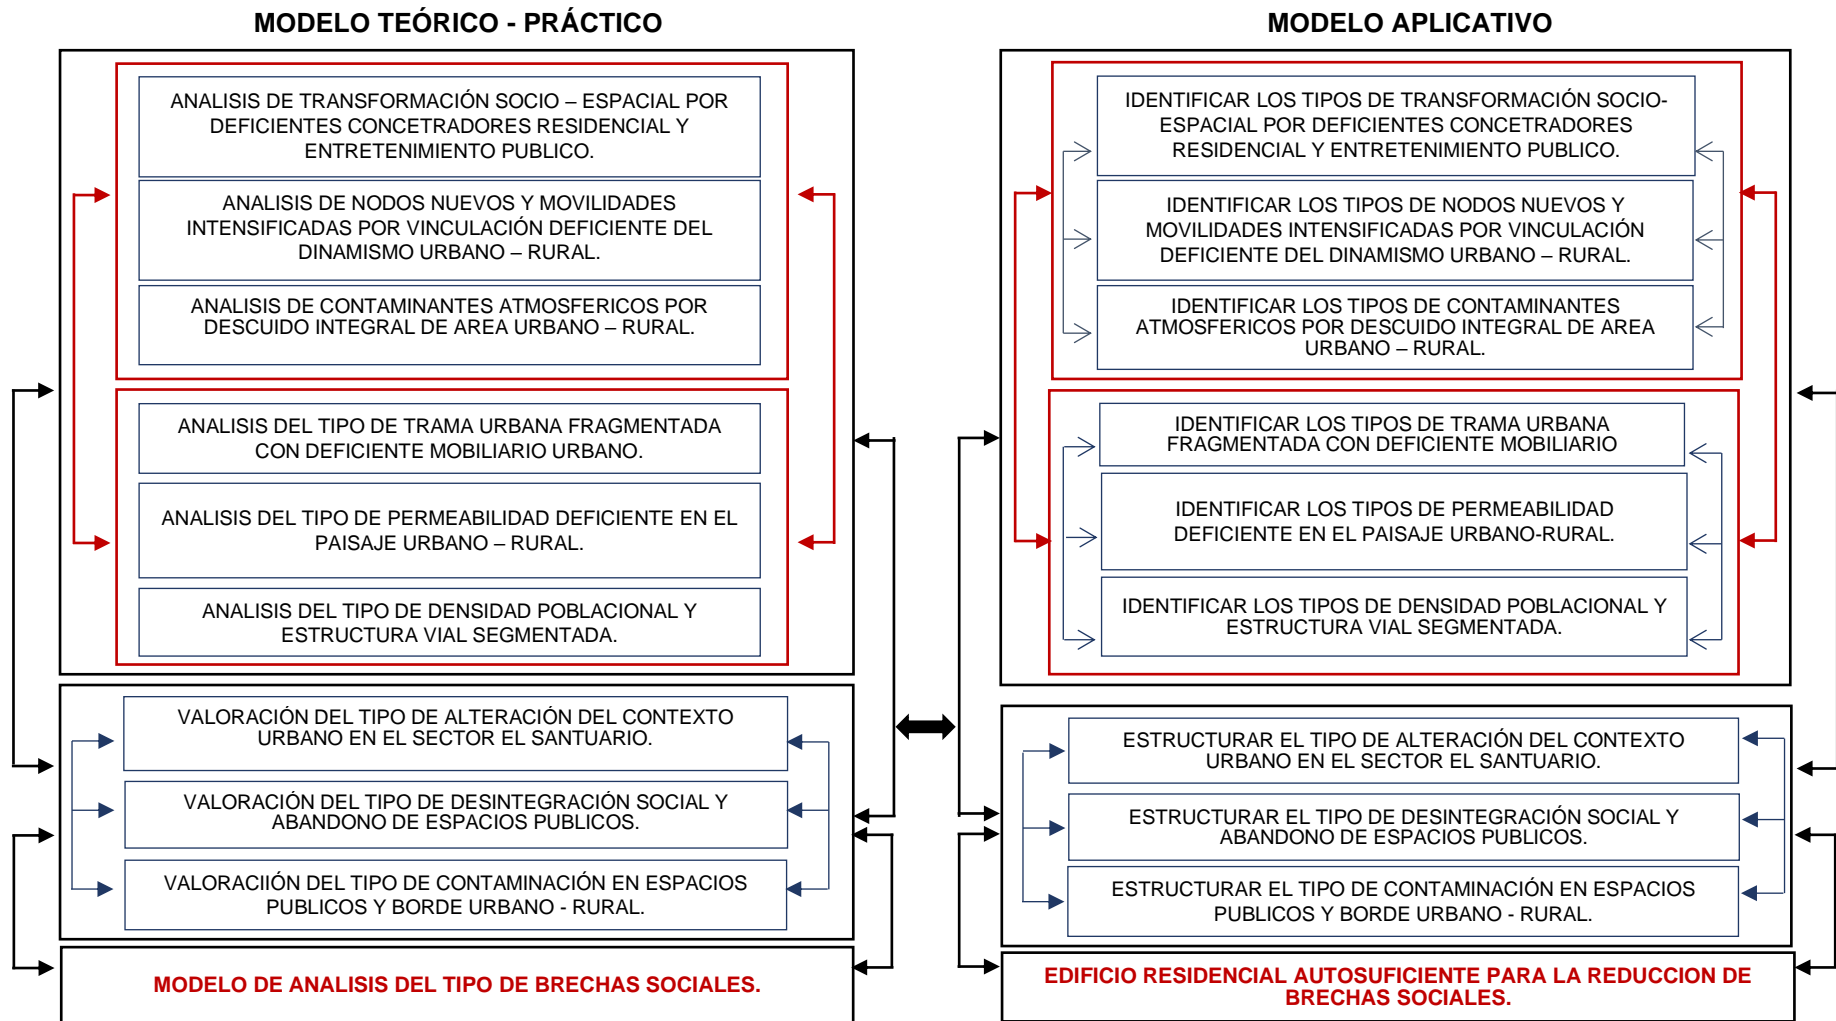 MODELO TEÓRICO - PRÁCTICO
ANALISIS DE TRANSFORMACIÓN SOCIO – ESPACIAL POR
DEFICIENTES CONCETRADORES RESIDENCIAL Y
ENTRETENIMIENTO PUBLICO.
ANALISIS DE NODOS NUEVOS Y MOVILIDADES
INTENSIFICADAS POR VINCULACIÓN DEFICIENTE DEL
DINAMISMO URBANO – RURAL.
ANALISIS DE CONTAMINANTES ATMOSFERICOS POR
DESCUIDO INTEGRAL DE AREA URBANO – RURAL.
ANALISIS DEL TIPO DE TRAMA URBANA FRAGMENTADA
CON DEFICIENTE MOBILIARIO URBANO.
ANALISIS DEL TIPO DE PERMEABILIDAD DEFICIENTE EN EL
PAISAJE URBANO – RURAL.
ANALISIS DEL TIPO DE DENSIDAD POBLACIONAL Y
ESTRUCTURA VIAL SEGMENTADA.
VALORACIÓN DEL TIPO DE ALTERACIÓN DEL CONTEXTO
URBANO EN EL SECTOR EL SANTUARIO.
VALORACIÓN DEL TIPO DE DESINTEGRACIÓN SOCIAL Y
ABANDONO DE ESPACIOS PUBLICOS.
VALORACIIÓN DEL TIPO DE CONTAMINACIÓN EN ESPACIOS
PUBLICOS Y BORDE URBANO - RURAL.
MODELO DE ANALISIS DEL TIPO DE BRECHAS SOCIALES.
MODELO APLICATIVO
IDENTIFICAR LOS TIPOS DE TRANSFORMACIÓN SOCIO-
ESPACIAL POR DEFICIENTES CONCETRADORES
RESIDENCIAL Y ENTRETENIMIENTO PUBLICO.
IDENTIFICAR LOS TIPOS DE NODOS NUEVOS Y
MOVILIDADES INTENSIFICADAS POR VINCULACIÓN
DEFICIENTE DEL DINAMISMO URBANO – RURAL.
IDENTIFICAR LOS TIPOS DE CONTAMINANTES
ATMOSFERICOS POR DESCUIDO INTEGRAL DE AREA
URBANO – RURAL.
IDENTIFICAR LOS TIPOS DE TRAMA URBANA
FRAGMENTADA CON DEFICIENTE MOBILIARIO
IDENTIFICAR LOS TIPOS DE PERMEABILIDAD
DEFICIENTE EN EL PAISAJE URBANO-RURAL.
IDENTIFICAR LOS TIPOS DE DENSIDAD POBLACIONAL Y
ESTRUCTURA VIAL SEGMENTADA.
ESTRUCTURAR EL TIPO DE ALTERACIÓN DEL CONTEXTO
URBANO EN EL SECTOR EL SANTUARIO.
ESTRUCTURAR EL TIPO DE DESINTEGRACIÓN SOCIAL Y
ABANDONO DE ESPACIOS PUBLICOS.
ESTRUCTURAR EL TIPO DE CONTAMINACIÓN EN ESPACIOS
PUBLICOS Y BORDE URBANO - RURAL.
EDIFICIO RESIDENCIAL AUTOSUFICIENTE PARA LA REDUCCION DE
BRECHAS SOCIALES.